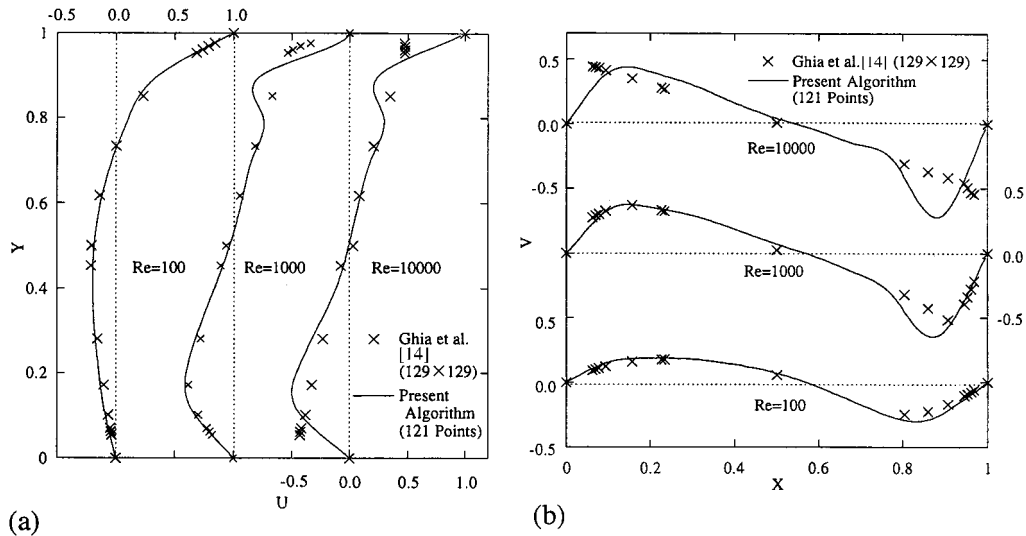 -0.5 0.0 0.5 1.0
1
0.8
0.6
Y
0.4
0.2
0
Re=100
Re=1000
Re=10000
Ghia et al.
[14]
(129×129)
Present
Algorithm
(121 Points)
-0.5 0.0 0.5 1.0
U
(a)
0.5
0.0
-0.5
V
0.5
0.0
-0.5
Ghia et al.[14] (129×129)
Present Algorithm
(121 Points)
Re=10000
Re=1000
Re=100
0.5
0.0
-0.5
0 0.2 0.4 0.6 0.8 1
X
(b)